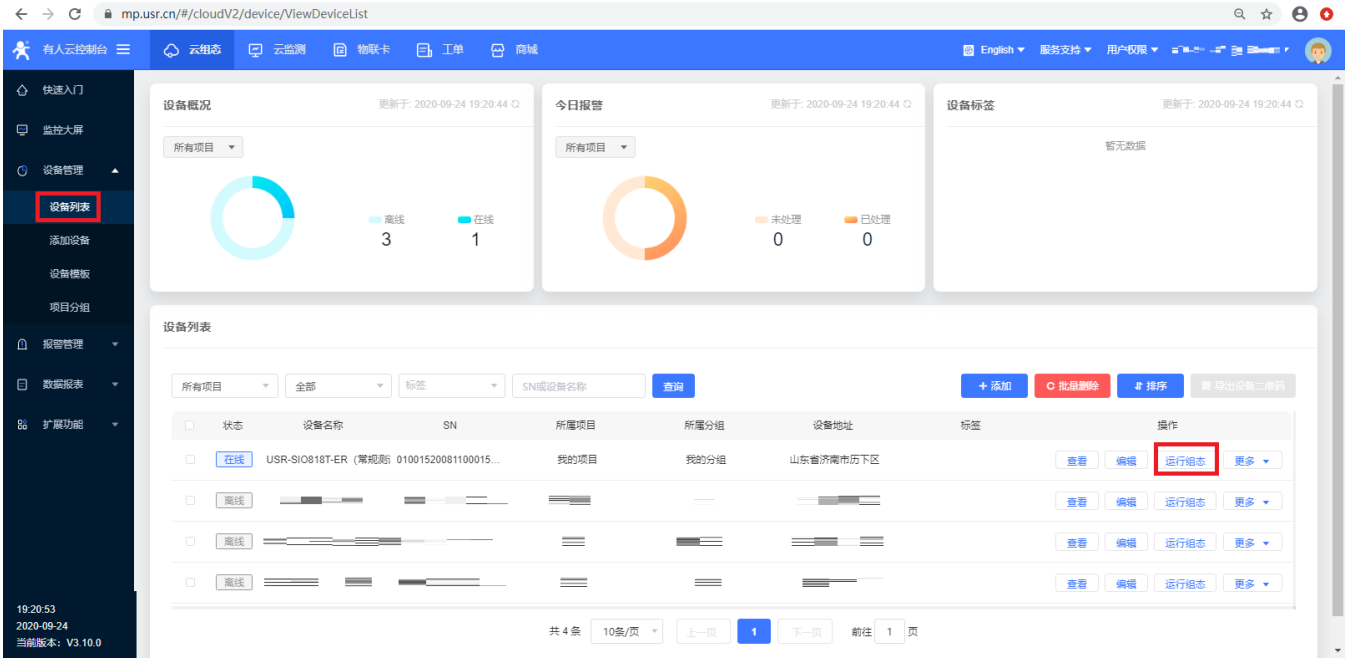 mp.usr.cn/#/cloudV2/device/ViewDeviceList
有人云控制台 云组态 云监测 物联卡 工单 商城 English 服务支持 用户权限
快速入门
监控大屏
设备管理
设备列表
添加设备
设备模板
项目分组
报警管理
数据报表
扩展功能
19:20:53
2020-09-24
当前版本：V3.10.0
设备概况 更新于: 2020-09-24 19:20:44
所有项目
离线 在线
3 1
今日报警 更新于: 2020-09-24 19:20:44
所有项目
未处理 已处理
0 0
设备标签 更新于: 2020-09-24 19:20:44
暂无数据
设备列表
所有项目 全部 标签 SN或设备名称 查询 + 添加 批量删除 排序 导出设备二维码
状态 设备名称 SN 所属项目 所属分组 设备地址 标签 操作
在线 USR-SIO818T-ER（常规测 01001520081100015... 我的项目 我的分组 山东省济南市历下区 查看 编辑 运行组态 更多
离线 查看 编辑 运行组态 更多
离线 查看 编辑 运行组态 更多
离线 查看 编辑 运行组态 更多
共 4 条 10条/页 上一页 1 下一页 前往 1 页